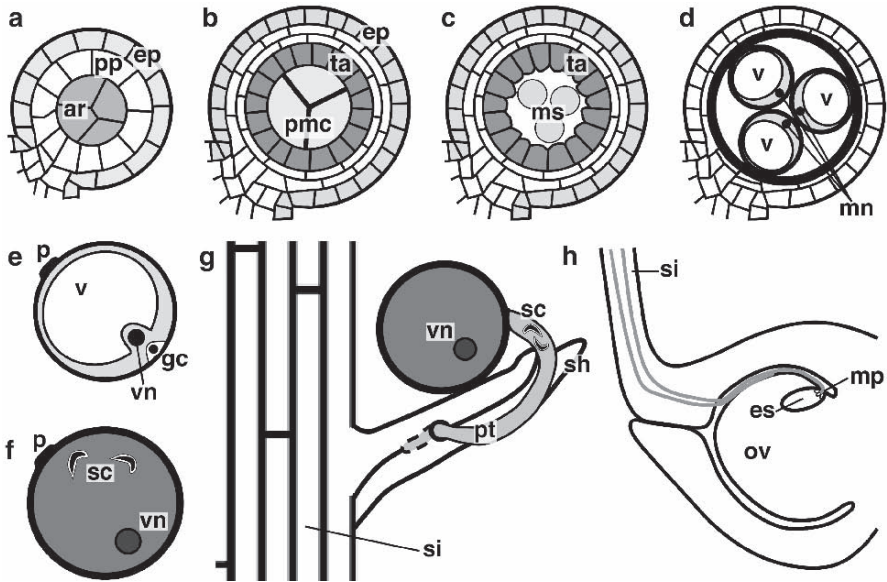 a
ar
pp
ep
b
ep
ta
pmc
c
ta
ms
d
v
v
v
mn
e
p
v
gc
vn
f
p
sc
vn
g
vn
sc
sh
pt
si
h
si
mp
es
ov